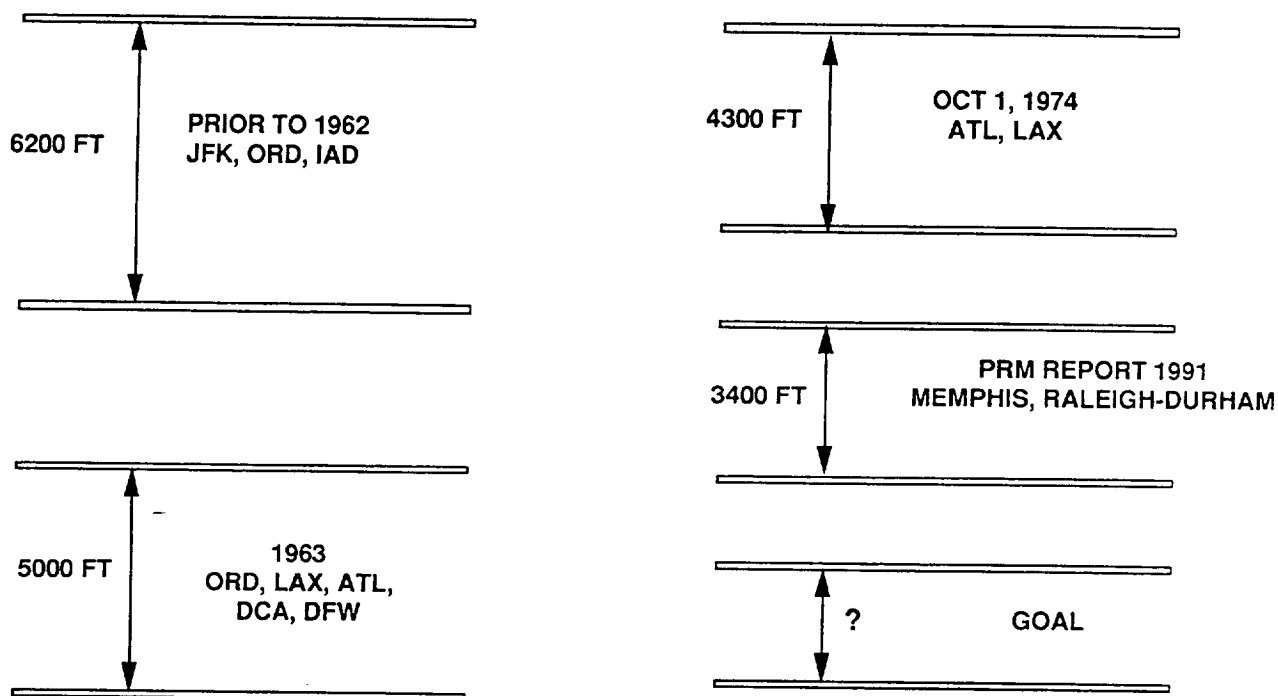 6200 FT
PRIOR TO 1962
JFK, ORD, IAD
5000 FT
1963
ORD, LAX, ATL,
DCA, DFW
4300 FT
OCT 1, 1974
ATL, LAX
3400 FT
PRM REPORT 1991
MEMPHIS, RALEIGH-DURHAM
?
GOAL